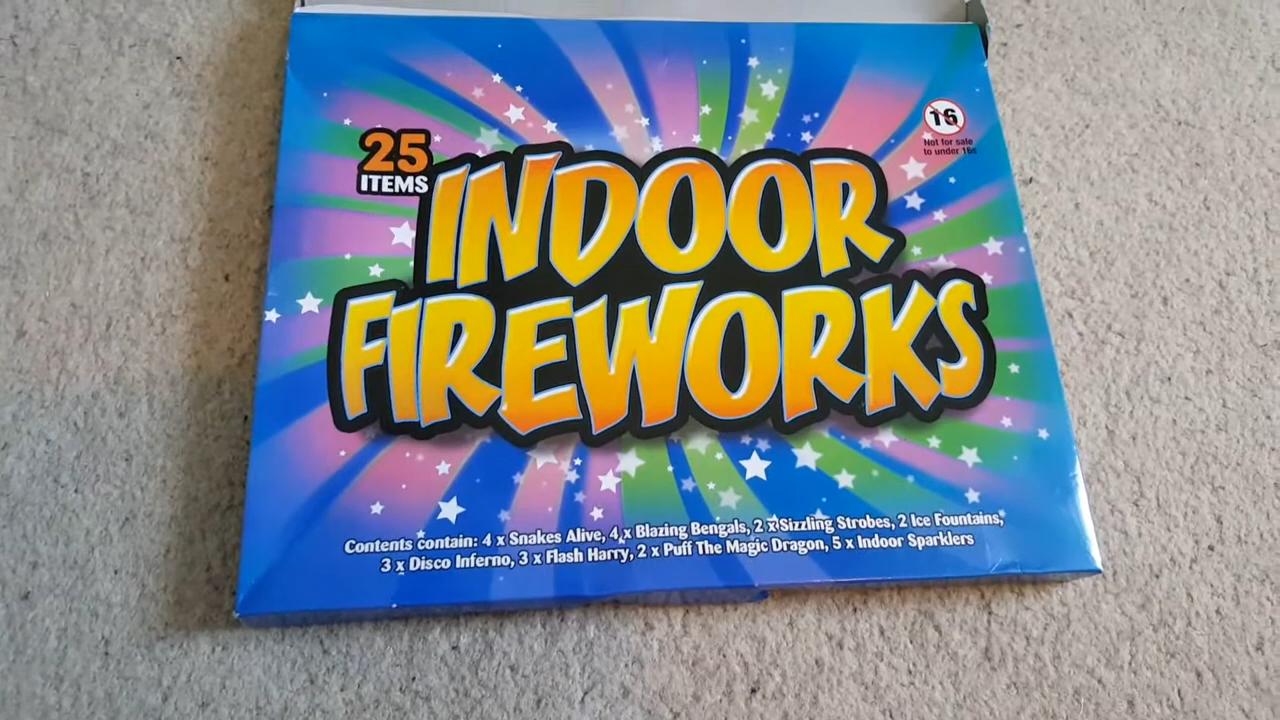 25
ITEMS
INDOOR
FIREWORKS
16
Not for sale
to under 16s
Contents contain: 4 x Snakes Alive, 4 x Blazing Bengals, 2 x Sizzling Strobes, 2 Ice Fountains,
3 x Disco Inferno, 3 x Flash Harry, 2 x Puff The Magic Dragon, 5 x Indoor Sparklers